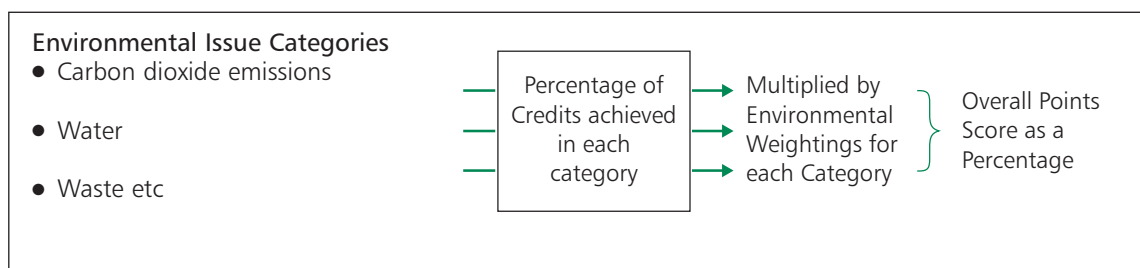 Environmental Issue Categories
● Carbon dioxide emissions
● Water
● Waste etc
Percentage of
Credits achieved
in each
category
Multiplied by
Environmental
Weightings for
each Category
Overall Points
Score as a
Percentage